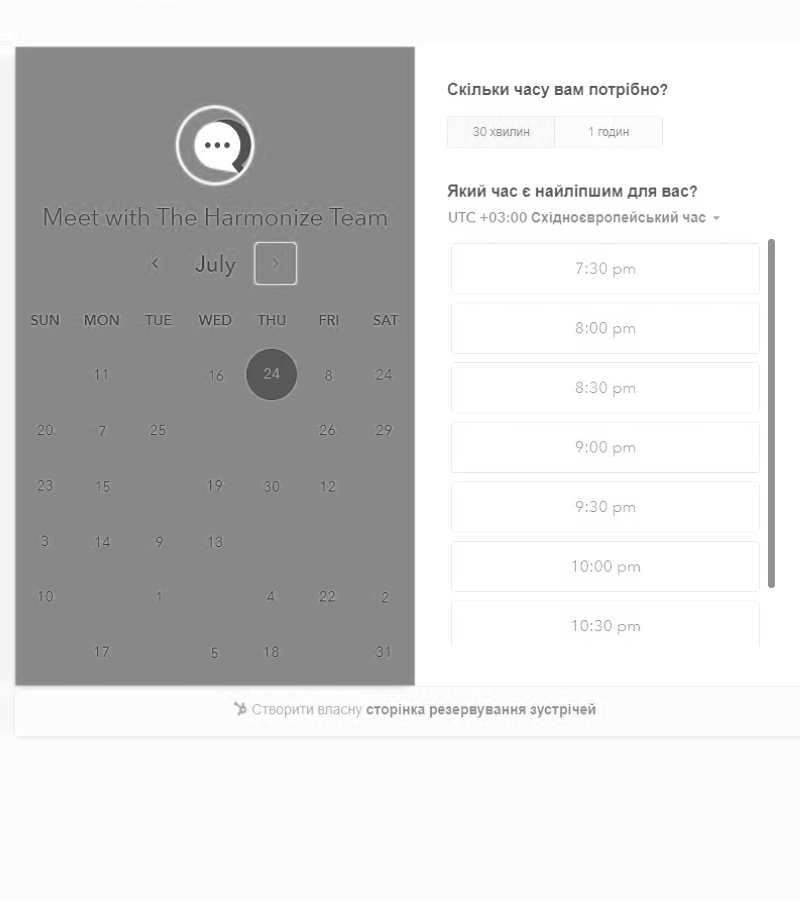 Meet with The Harmonize Team
July
SUN MON TUE WED THU FRI SAT
11 16 24 8 24
20 7 25 26 29
23 15 19 30 12
3 14 9 13
10 1 4 22 2
17 5 18 31
Скільки часу вам потрібно?
30 хвилин 1 годин
Який час є найліпшим для вас?
UTC +03:00 Східноєвропейський час
7:30 pm
8:00 pm
8:30 pm
9:00 pm
9:30 pm
10:00 pm
10:30 pm
Створити власну сторінка резервування зустрічей